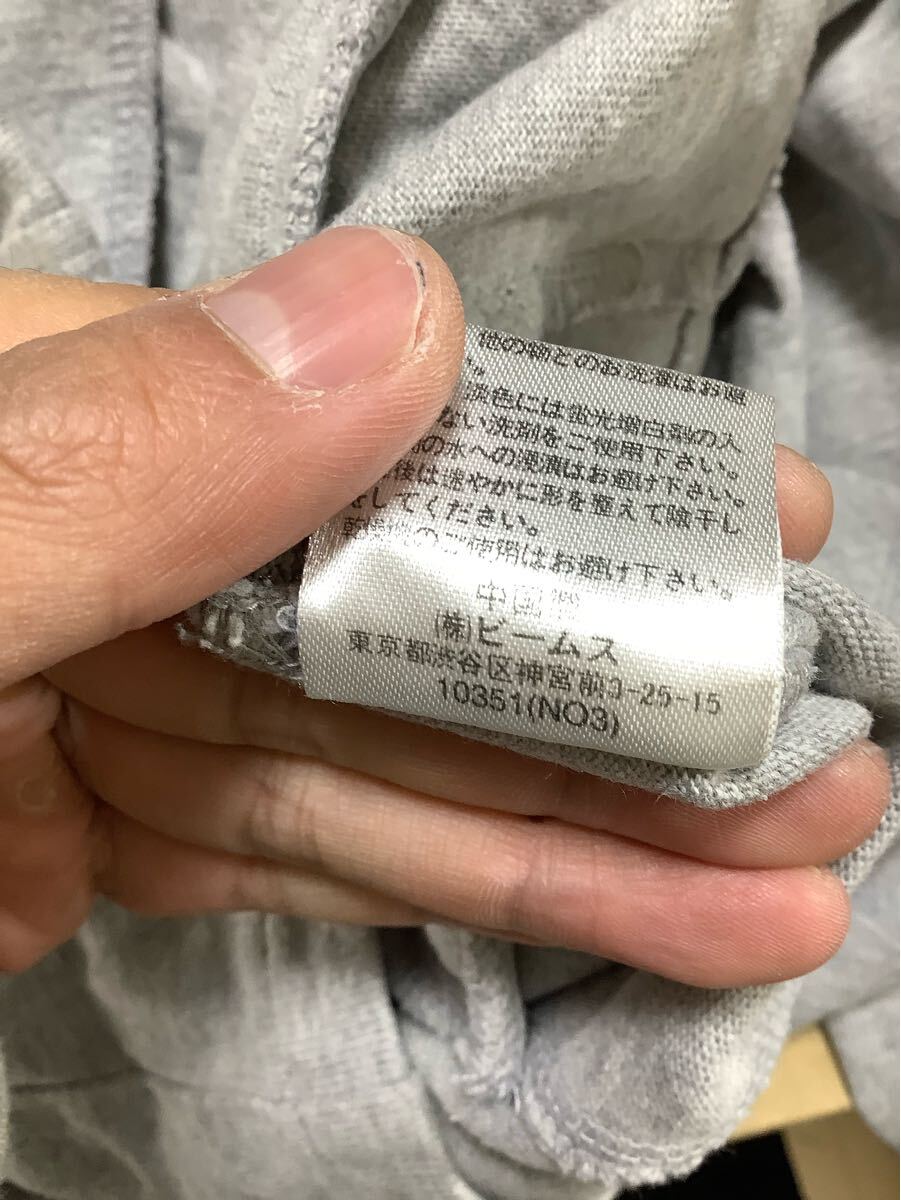 他の物とのお洗濯はお避
淡色には蛍光増白剤の入
ない洗剤をご使用下さい。
の水への浸漬はお避け下さい。
後は速やかに形を整えて陰干し
をしてください。
のご使用はお避け下さい。
中国製
(株)ビームス
東京都渋谷区神宮前3-25-15
10351(NO3)